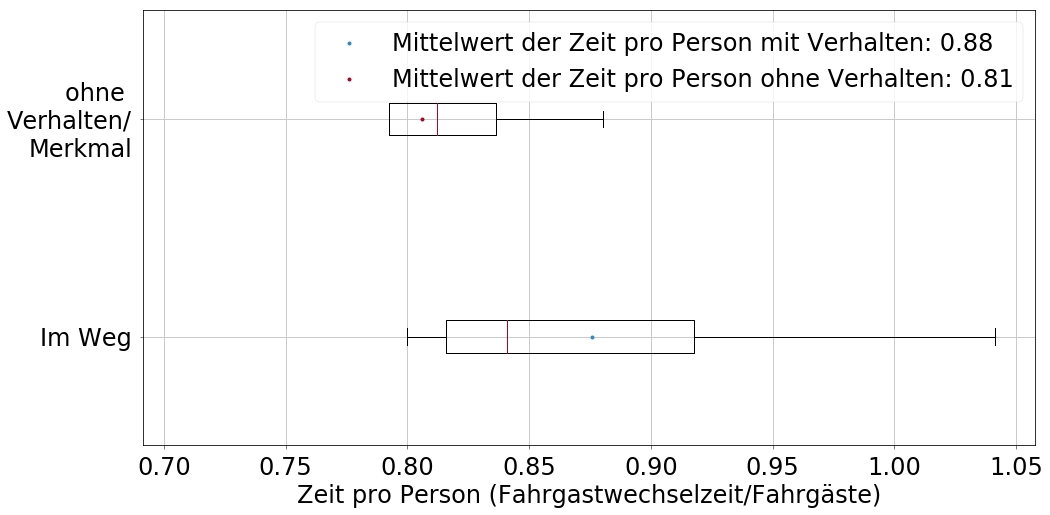 Mittelwert der Zeit pro Person mit Verhalten: 0.88
Mittelwert der Zeit pro Person ohne Verhalten: 0.81
ohne
Verhalten/
Merkmal
Im Weg
0.70 0.75 0.80 0.85 0.90 0.95 1.00 1.05
Zeit pro Person (Fahrgastwechselzeit/Fahrgäste)